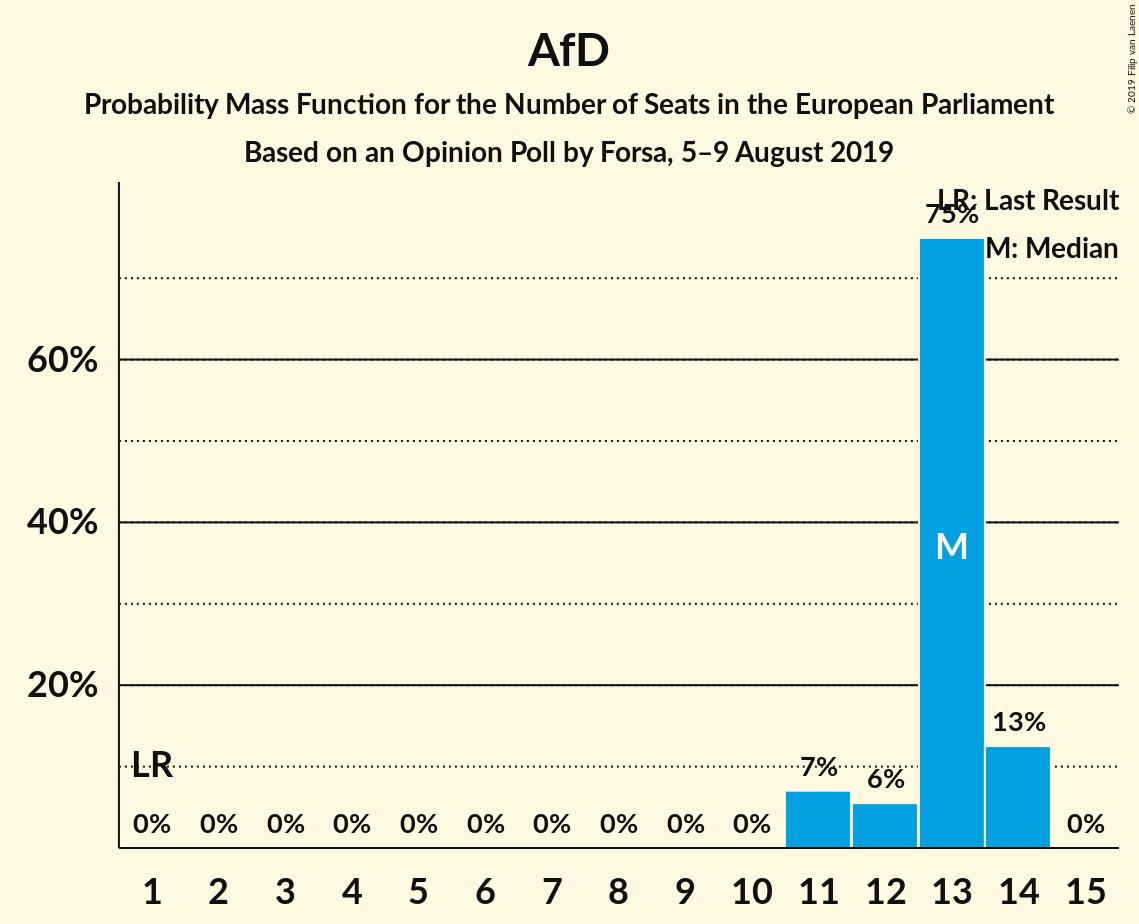 AfD
Probability Mass Function for the Number of Seats in the European Parliament
Based on an Opinion Poll by Forsa, 5–9 August 2019
© 2019 Filip van Laenen
LR: Last Result
M: Median
75%
60%
40%
20%
M
LR
13%
7%
6%
0% 0% 0% 0% 0% 0% 0% 0% 0% 0% 0%
1 2 3 4 5 6 7 8 9 10 11 12 13 14 15